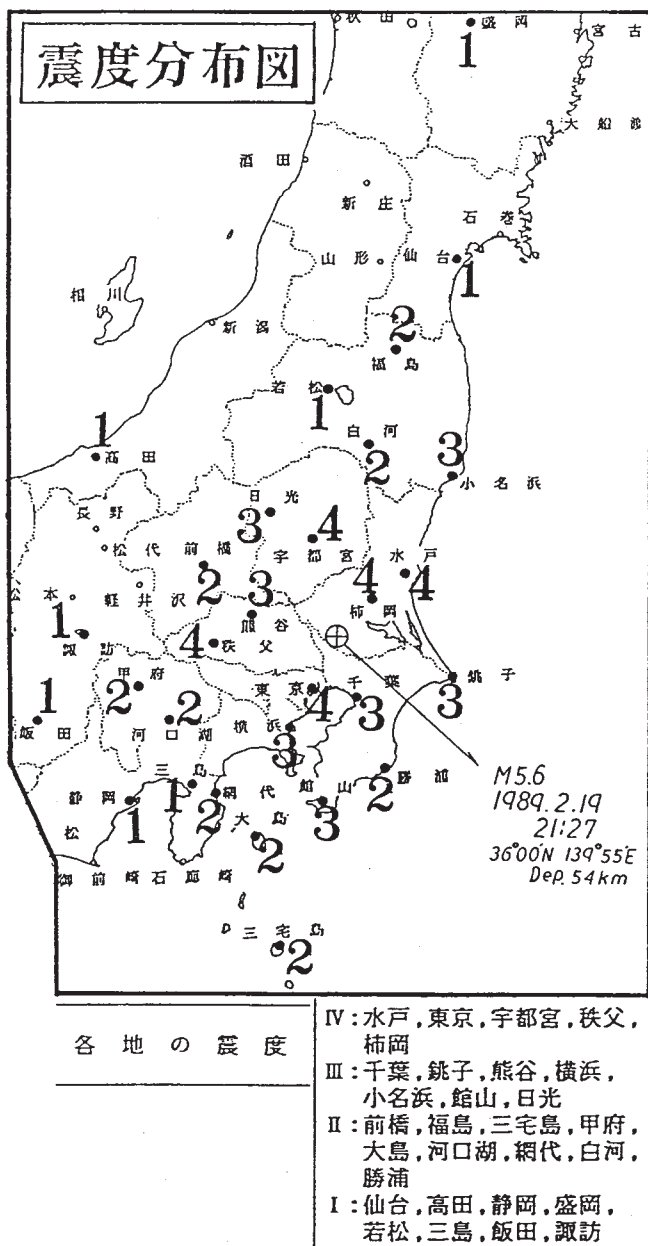 震度分布図
秋田
盛岡
1
宮古
大船渡
酒田
新庄
石巻
山形
仙台
1
相川
新潟
2
福島
若松
1
白河
2
1
高田
3
小名浜
長野
日光
3
4
松代
前橋
2
宇都宮
水戸
4
4
柿岡
松本
軽井沢
3
熊谷
1
諏訪
4
秩父
甲府
2
東京
4
千葉
3
銚子
3
1
飯田
2
河口湖
横浜
3
三島
1
静岡
1
網代
2
館山
3
勝浦
2
松
大島
2
御前崎
石廊崎
三宅島
2
M5.6
1989.2.19
21:27
36°00'N 139°55'E
Dep. 54km
各地の震度
IV:水戸,東京,宇都宮,秩父,
柿岡
III:千葉,銚子,熊谷,横浜,
小名浜,館山,日光
II:前橋,福島,三宅島,甲府,
大島,河口湖,網代,白河,
勝浦
I:仙台,高田,静岡,盛岡,
若松,三島,飯田,諏訪